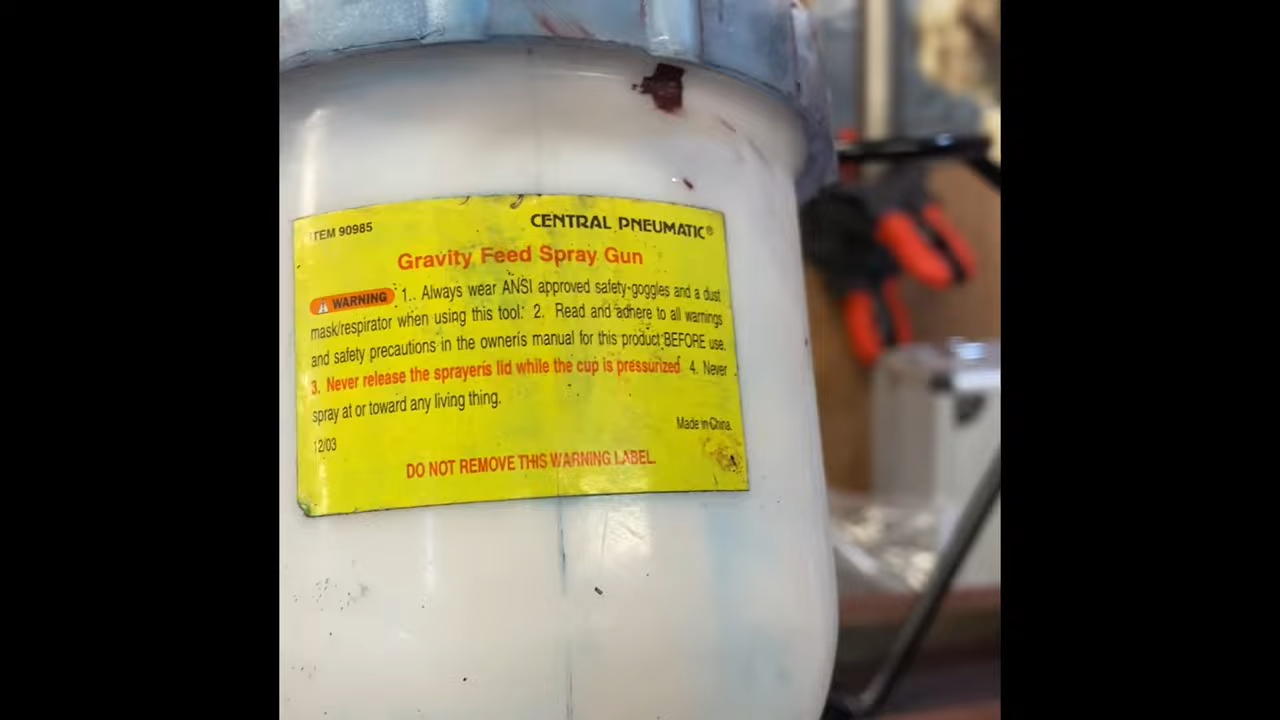 ITEM 90985
CENTRAL PNEUMATIC®
Gravity Feed Spray Gun
WARNING 1.. Always wear ANSI approved safety-goggles and a dust
mask/respirator when using this tool. 2. Read and adhere to all warnings
and safety precautions in the ownerís manual for this product BEFORE use.
3. Never release the sprayerís lid while the cup is pressurized 4. Never
spray at or toward any living thing.
Made in China.
12/03
DO NOT REMOVE THIS WARNING LABEL.